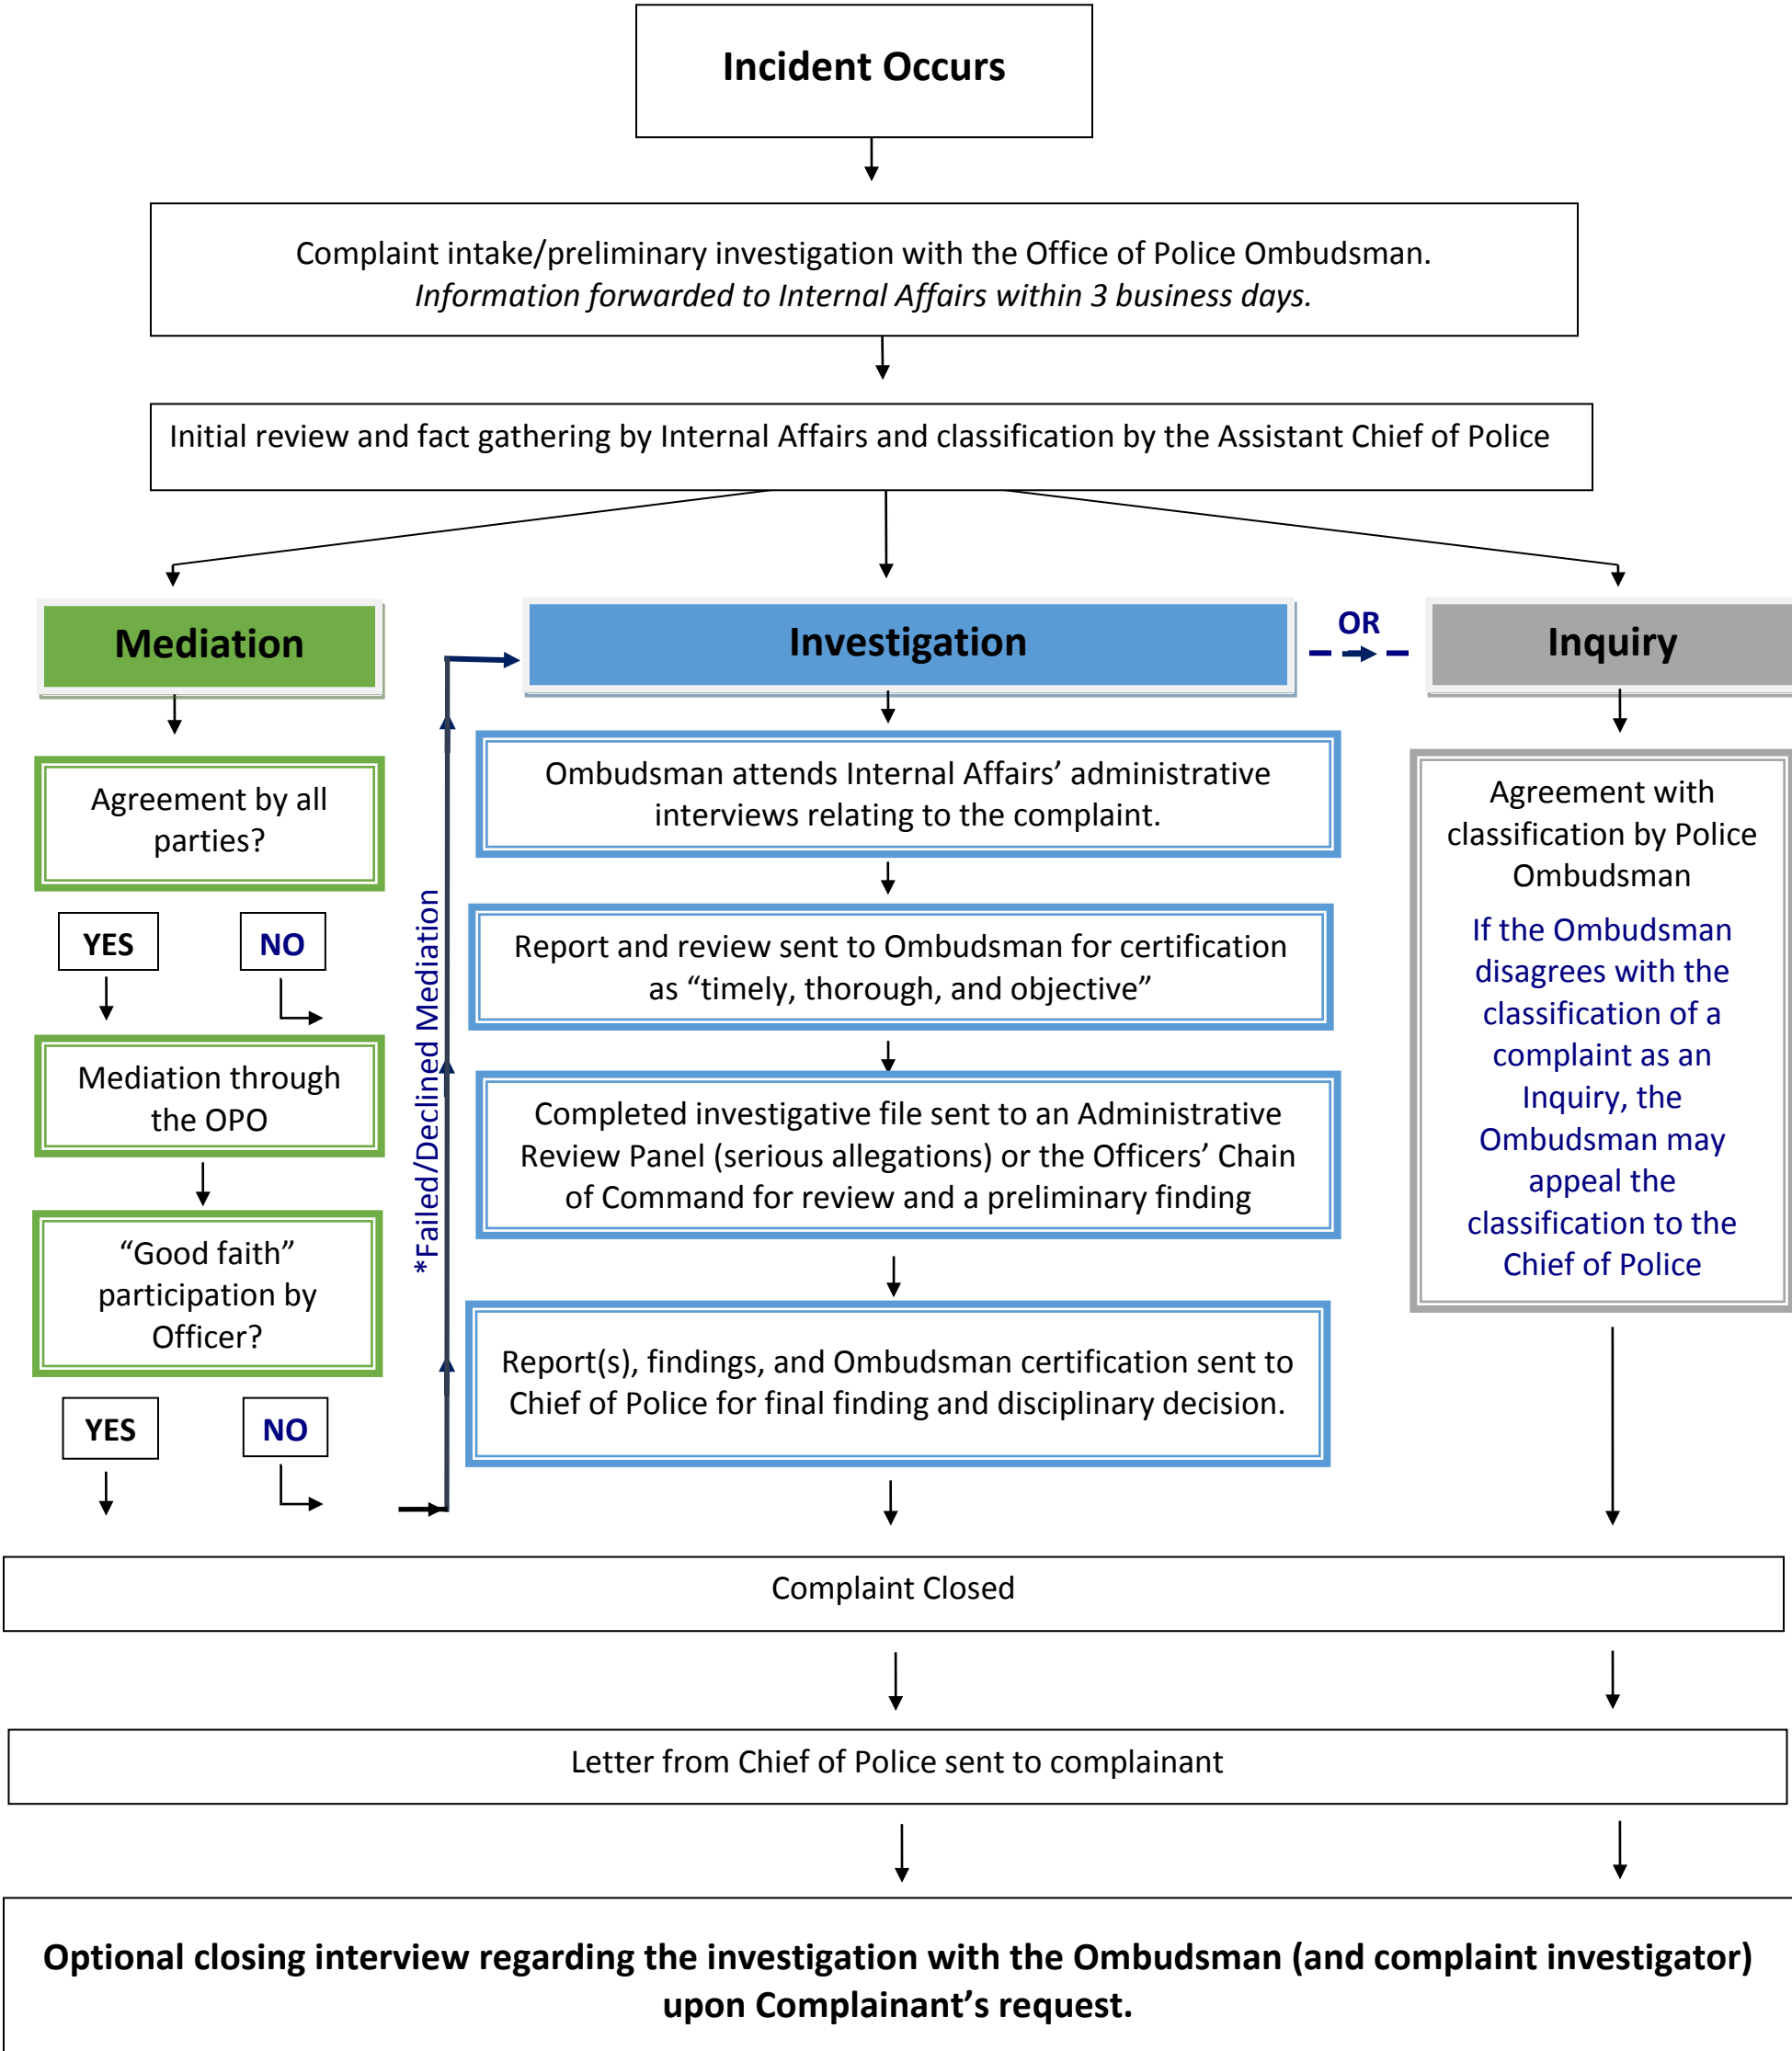 Incident Occurs
Complaint intake/preliminary investigation with the Office of Police Ombudsman.
Information forwarded to Internal Affairs within 3 business days.
Initial review and fact gathering by Internal Affairs and classification by the Assistant Chief of Police
Mediation
Agreement by all
parties?
YES
NO
Mediation through
the OPO
“Good faith”
participation by
Officer?
YES
NO
*Failed/Declined Mediation
Investigation
Ombudsman attends Internal Affairs’ administrative
interviews relating to the complaint.
Report and review sent to Ombudsman for certification
as “timely, thorough, and objective”
Completed investigative file sent to an Administrative
Review Panel (serious allegations) or the Officers’ Chain
of Command for review and a preliminary finding
Report(s), findings, and Ombudsman certification sent to
Chief of Police for final finding and disciplinary decision.
OR
Inquiry
Agreement with
classification by Police
Ombudsman
If the Ombudsman
disagrees with the
classification of a
complaint as an
Inquiry, the
Ombudsman may
appeal the
classification to the
Chief of Police
Complaint Closed
Letter from Chief of Police sent to complainant
Optional closing interview regarding the investigation with the Ombudsman (and complaint investigator)
upon Complainant’s request.